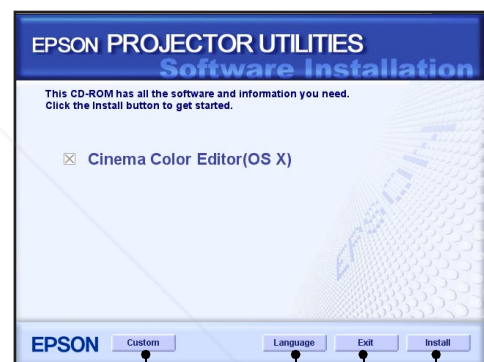 EPSON PROJECTOR UTILITIES
Software Installation
This CD-ROM has all the software and information you need.
Click the Install button to get started.
Cinema Color Editor(OS X)
EPSON
EPSON Custom Language Exit Install